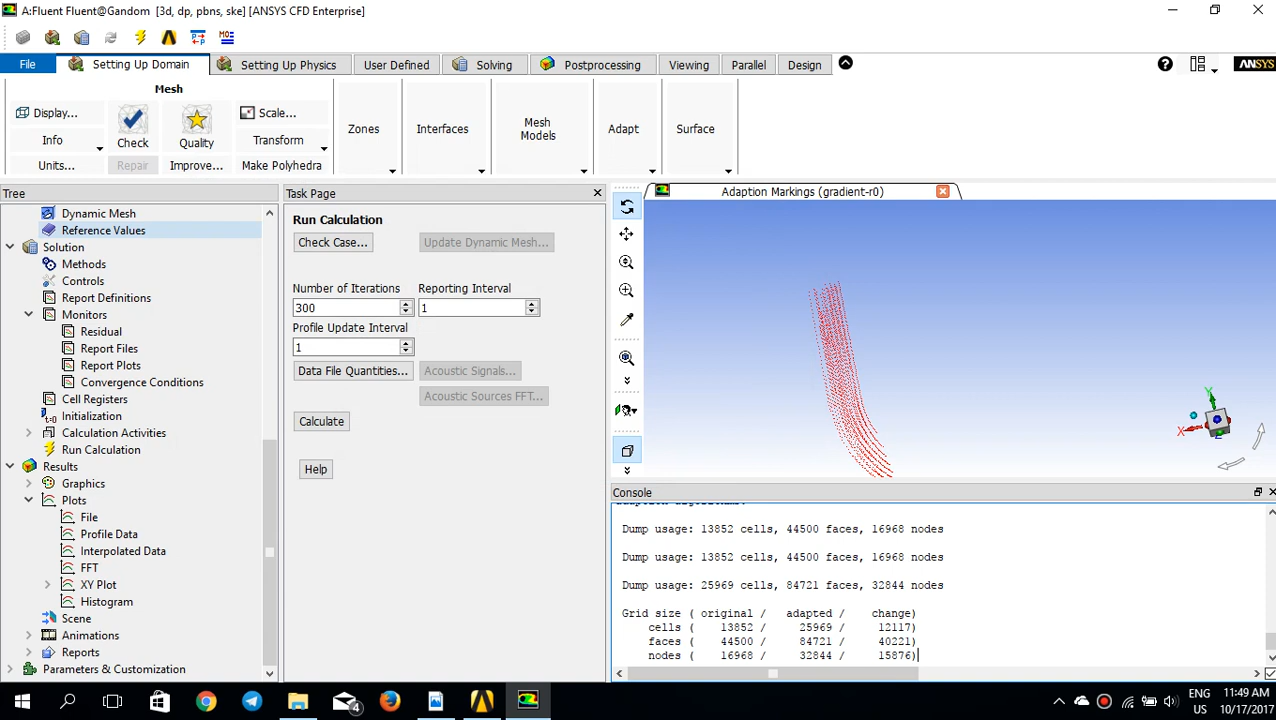 A:Fluent Fluent@Gandom [3d, dp, pbns, ske] [ANSYS CFD Enterprise]
File
Setting Up Domain
Setting Up Physics
User Defined
Solving
Postprocessing
Viewing
Parallel
Design
ANSYS
Mesh
Display...
Info
Units...
Check
Repair
Quality
Improve...
Scale...
Transform
Make Polyhedra
Zones
Interfaces
Mesh
Models
Adapt
Surface
Tree
Dynamic Mesh
Reference Values
Solution
Methods
Controls
Report Definitions
Monitors
Residual
Report Files
Report Plots
Convergence Conditions
Cell Registers
Initialization
Calculation Activities
Run Calculation
Results
Graphics
Plots
File
Profile Data
Interpolated Data
FFT
XY Plot
Histogram
Scene
Animations
Reports
Parameters & Customization
Task Page
Run Calculation
Check Case...
Update Dynamic Mesh...
Number of Iterations
Reporting Interval
300
1
Profile Update Interval
1
Data File Quantities...
Acoustic Signals...
Acoustic Sources FFT...
Calculate
Help
Adaption Markings (gradient-r0)
Y
X
Z
Console
Dump usage: 13852 cells, 44500 faces, 16968 nodes
Dump usage: 13852 cells, 44500 faces, 16968 nodes
Dump usage: 25969 cells, 84721 faces, 32844 nodes
Grid size ( original / adapted / change)
cells ( 13852 / 25969 / 12117)
faces ( 44500 / 84721 / 40221)
nodes ( 16968 / 32844 / 15876)
4
ENG
US
11:49 AM
10/17/2017